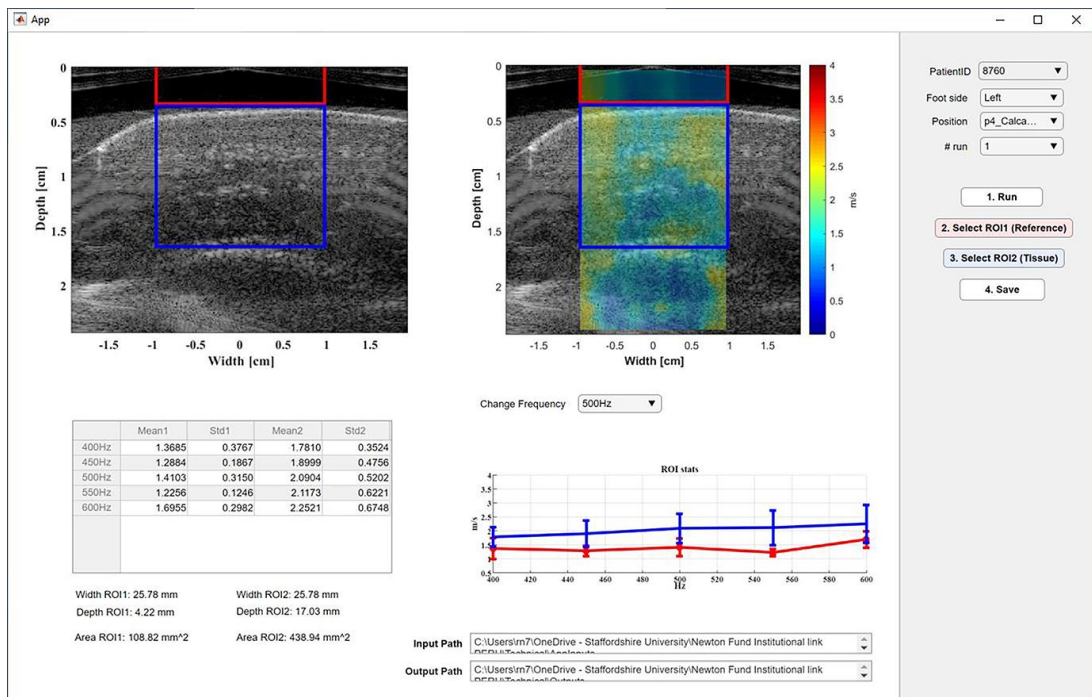 App
0
0.5
1
1.5
2
Depth [cm]
-1.5 -1 -0.5 0 0.5 1 1.5
Width [cm]
0
0.5
1
1.5
2
Depth [cm]
-1.5 -1 -0.5 0 0.5 1 1.5
Width [cm]
4
3.5
3
2.5
2
1.5
1
0.5
0
m/s
PatientID 8760
Foot side Left
Position p4_Calca...
# run 1
1. Run
2. Select ROI1 (Reference)
3. Select ROI2 (Tissue)
4. Save
Change Frequency 500Hz
Mean1 Std1 Mean2 Std2
400Hz 1.3685 0.3767 1.7810 0.3524
450Hz 1.2884 0.1867 1.8999 0.4756
500Hz 1.4103 0.3150 2.0904 0.5202
550Hz 1.2256 0.1246 2.1173 0.6221
600Hz 1.6955 0.2982 2.2521 0.6748
ROI stats
4
3.5
3
2.5
2
1.5
1
0.5
m/s
400 420 440 460 480 500 520 540 560 580 600
Hz
Width ROI1: 25.78 mm Width ROI2: 25.78 mm
Depth ROI1: 4.22 mm Depth ROI2: 17.03 mm
Area ROI1: 108.82 mm^2 Area ROI2: 438.94 mm^2
Input Path C:\Users\rn7\OneDrive - Staffordshire University\Newton Fund Institutional link
PERU\Technical\AppInputs
Output Path C:\Users\rn7\OneDrive - Staffordshire University\Newton Fund Institutional link
PERU\Technical\Outputs